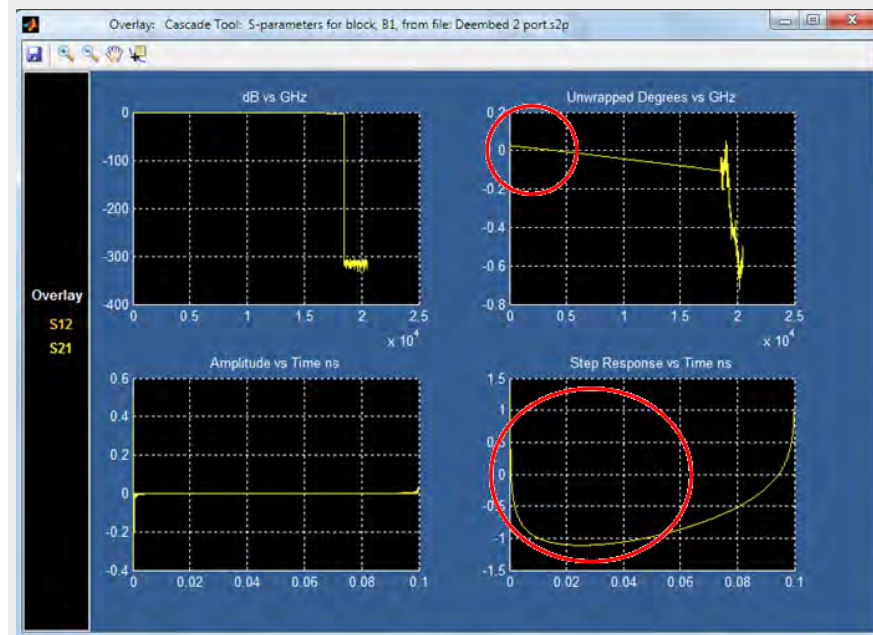 Overlay: Cascade Tool: S-parameters for block, B1, from file: Deembed 2 port.s2p
dB vs GHz
0
-100
-200
-300
-400
0 0.5 1 1.5 2 2.5
x 10^4
Unwrapped Degrees vs GHz
0.2
0
-0.2
-0.4
-0.6
-0.8
0 0.5 1 1.5 2 2.5
x 10^4
Overlay
S12
S21
Amplitude vs Time ns
0.6
0.4
0.2
0
-0.2
-0.4
0 0.02 0.04 0.06 0.08 0.1
Step Response vs Time ns
1.5
1
0.5
0
-0.5
-1
-1.5
0 0.02 0.04 0.06 0.08 0.1